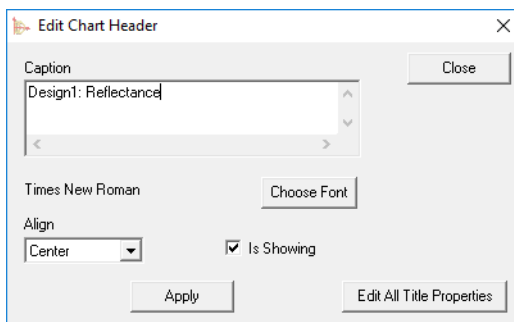 Edit Chart Header
Caption
Close
Design1: Reflectance
Times New Roman
Choose Font
Align
Center
Is Showing
Apply
Edit All Title Properties